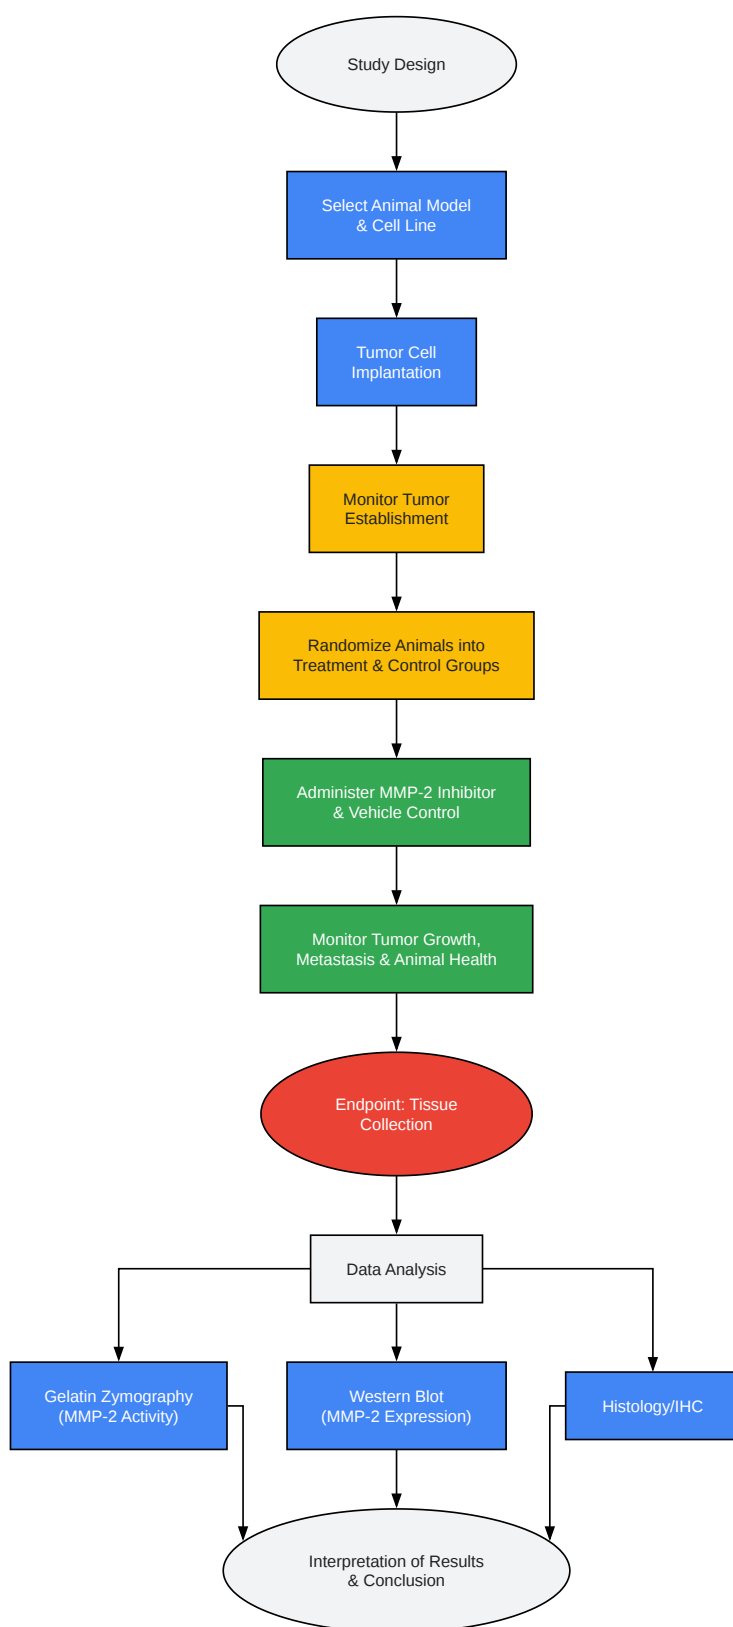 Study Design
Select Animal Model
& Cell Line
Tumor Cell
Implantation
Monitor Tumor
Establishment
Randomize Animals into
Treatment & Control Groups
Administer MMP-2 Inhibitor
& Vehicle Control
Monitor Tumor Growth,
Metastasis & Animal Health
Endpoint: Tissue
Collection
Data Analysis
Gelatin Zymography
(MMP-2 Activity)
Western Blot
(MMP-2 Expression)
Histology/IHC
Interpretation of Results
& Conclusion